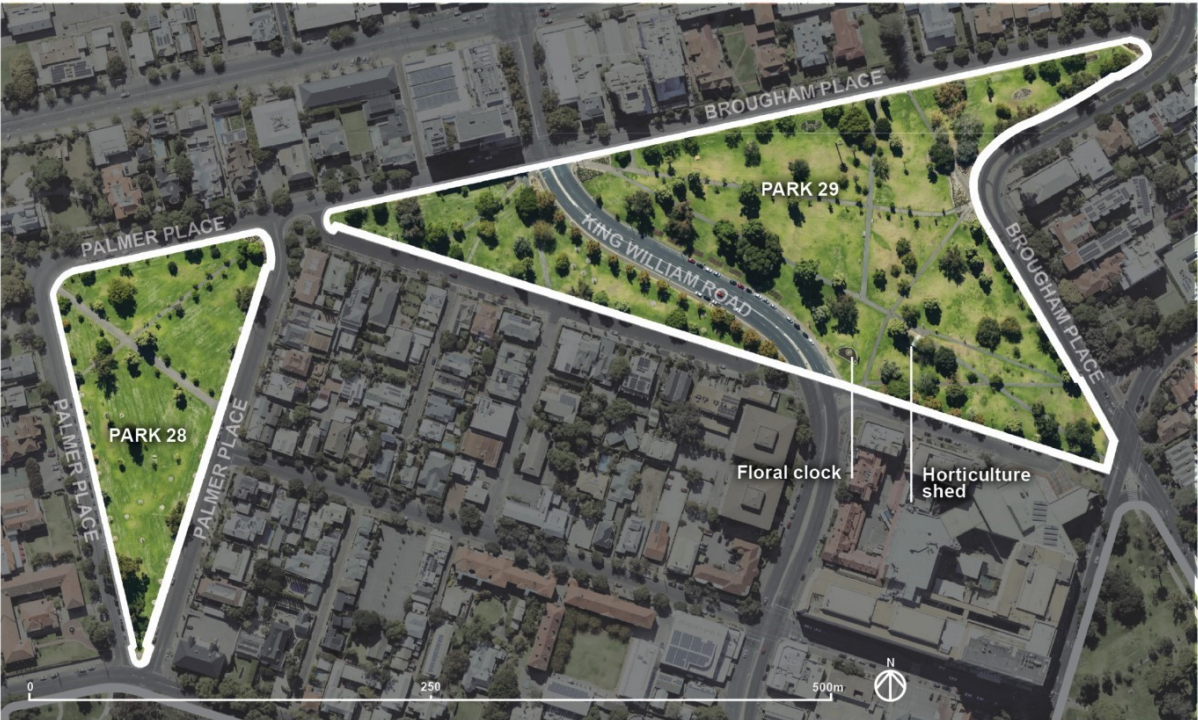 BROUGHAM PLACE
PARK 29
PALMER PLACE
KING WILLIAM ROAD
BROUGHAM PLACE
PARK 28
PALMER PLACE
PALMER PLACE
Floral clock
Horticulture
shed
N
0
250
500m